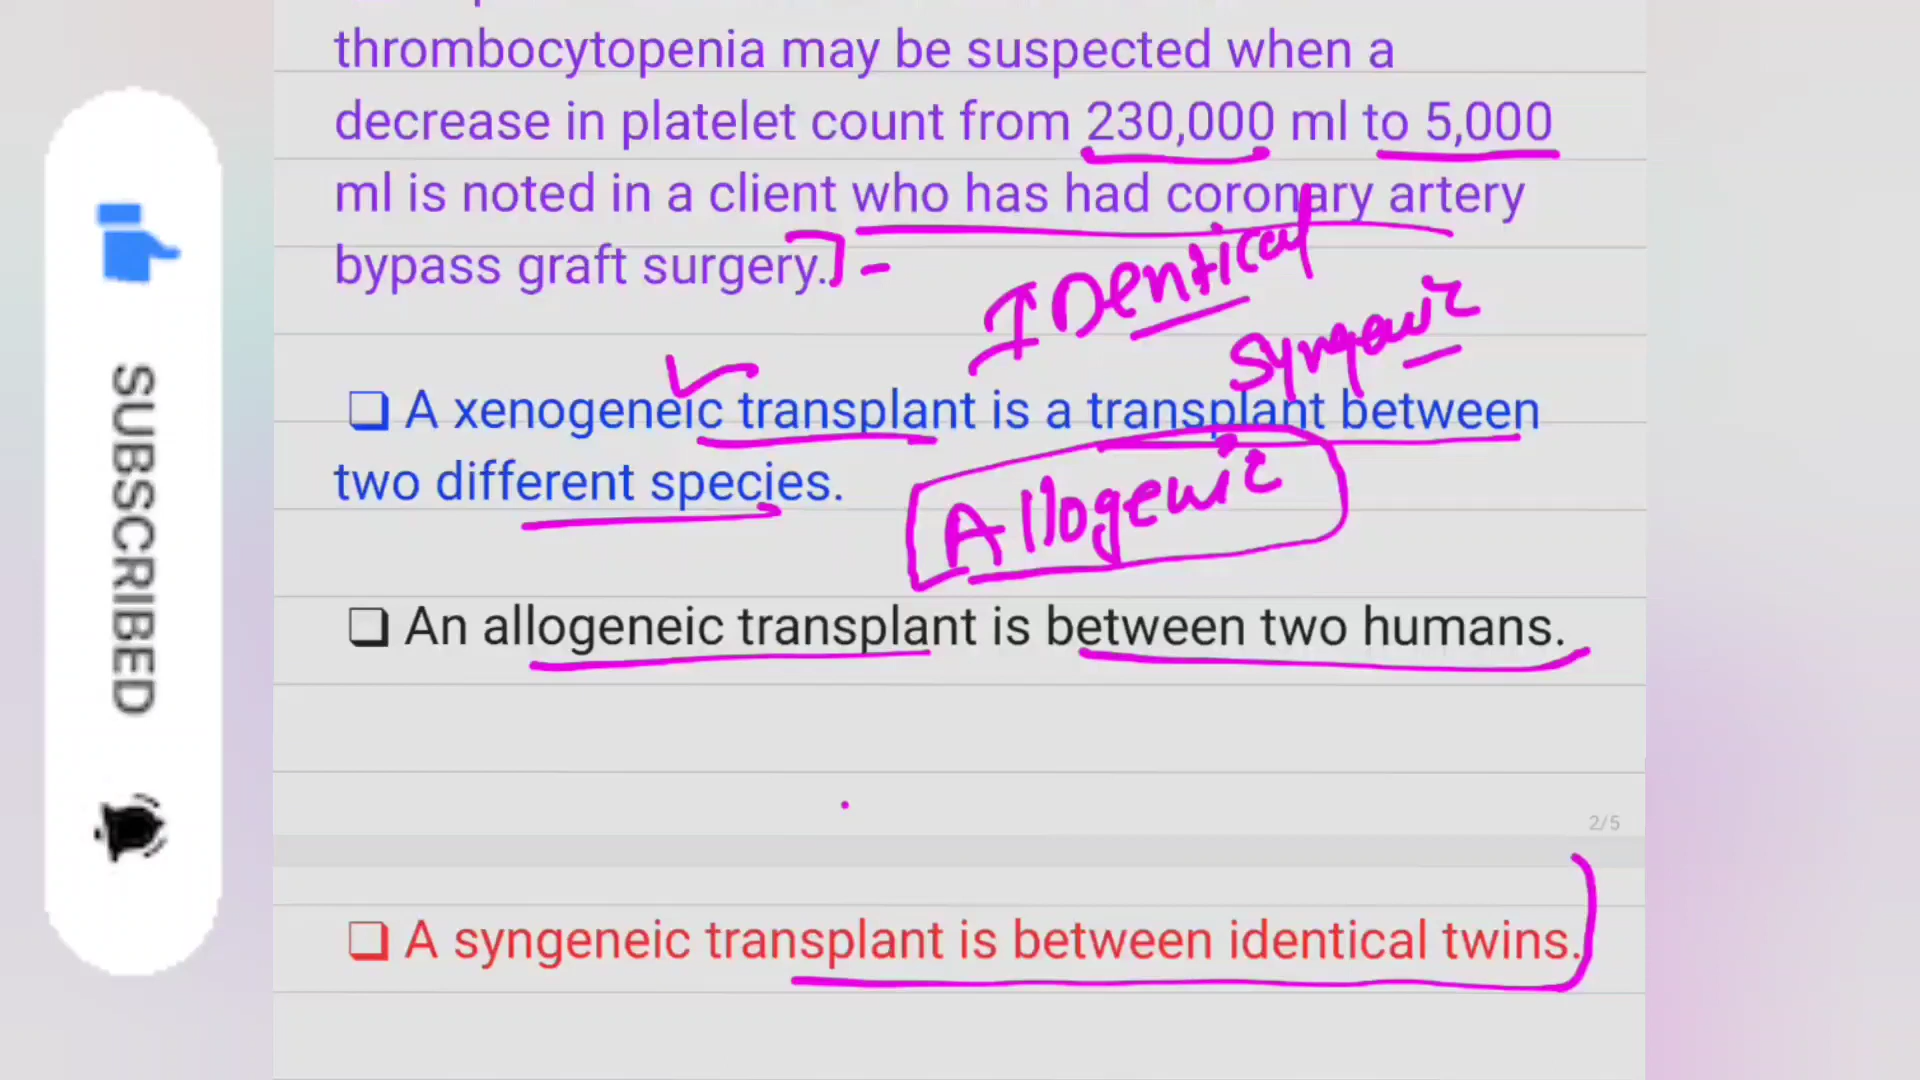 thrombocytopenia may be suspected when a
decrease in platelet count from 230,000 ml to 5,000
ml is noted in a client who has had coronary artery
bypass graft surgery.
IDentical
Syngenic
❑ A xenogeneic transplant is a transplant between
two different species.
Allogenic
❑ An allogeneic transplant is between two humans.
2/5
❑ A syngeneic transplant is between identical twins.
SUBSCRIBED